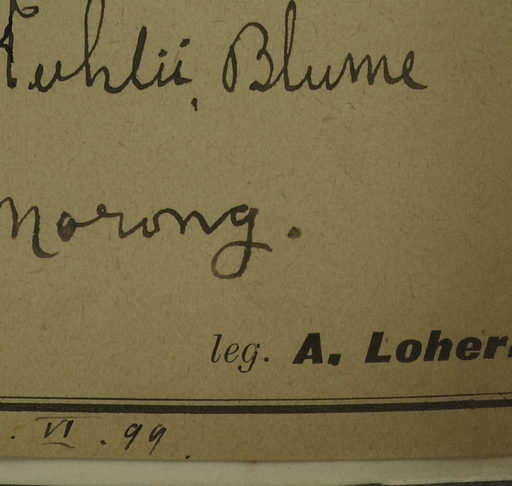 Kuhlii, Blume
Morong.
leg. A. Loher.
. VI . 99.